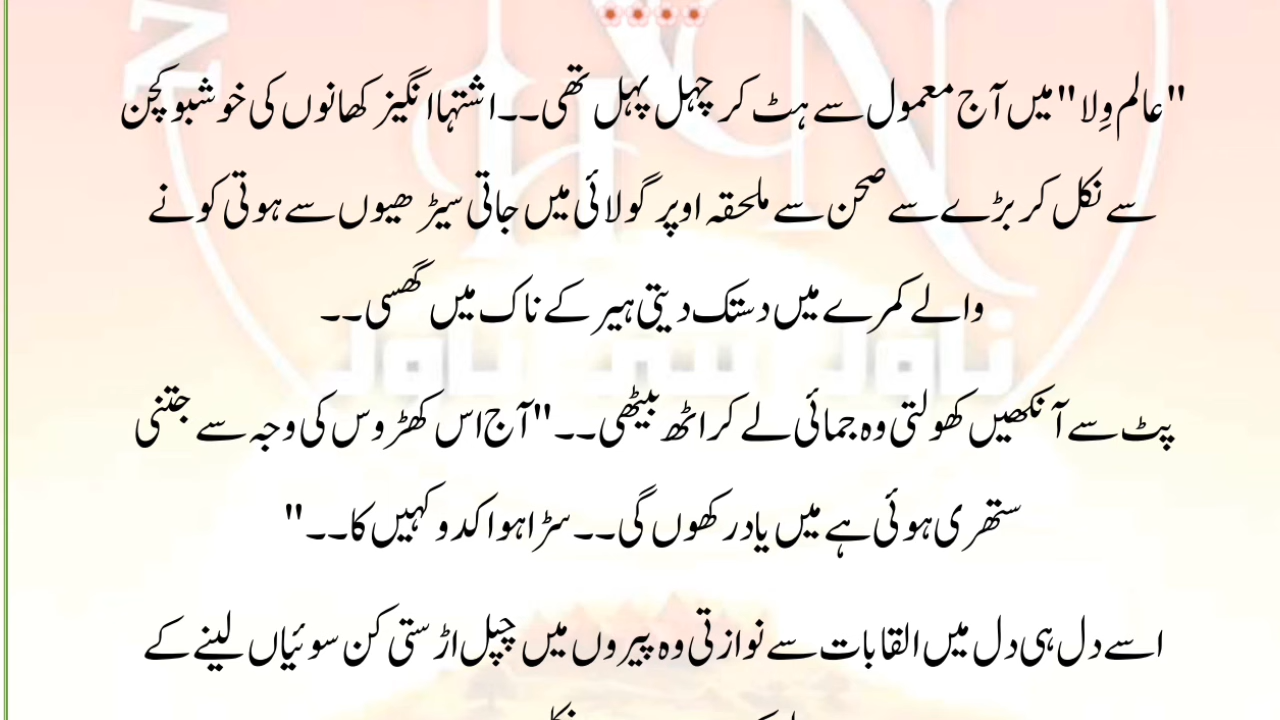 "عالم وِلا" میں آج معمول سے ہٹ کر چہل پہل تھی۔۔اشتہا انگیز کھانوں کی خوشبو کچن
سے نکل کر بڑے سے صحن سے ملحقہ اوپر گولائی میں جاتی سیڑھیوں سے ہوتی کونے
والے کمرے میں دستک دیتی ہیر کے ناک میں گھسی۔۔
پٹ سے آنکھیں کھولتی وہ جمائی لے کر اٹھ بیٹھی۔۔"آج اس کھڑوس کی وجہ سے جتنی
ستھری ہوئی ہے میں یاد رکھوں گی۔۔ سڑا ہوا کدو کہیں کا۔۔"
اسے دل ہی دل میں القابات سے نوازتی وہ پیروں میں چپل اڑستی کن سوئیاں لینے کے